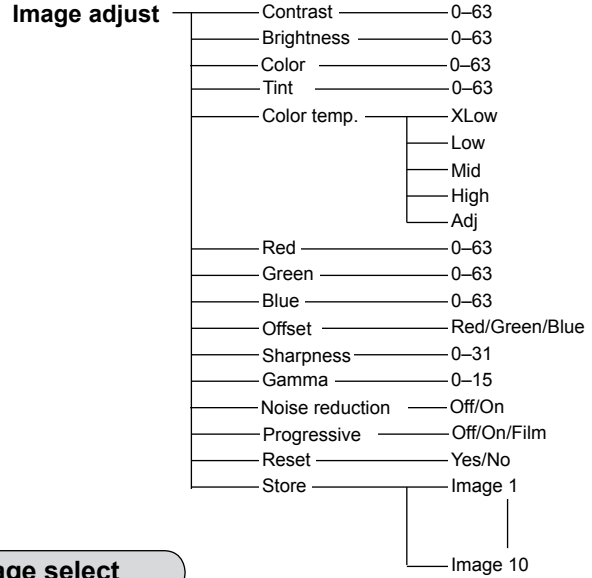 Image adjust Contrast 0–63
Brightness 0–63
Color 0–63
Tint 0–63
Color temp. XLow
Low
Mid
High
Adj
Red 0–63
Green 0–63
Blue 0–63
Offset Red/Green/Blue
Sharpness 0–31
Gamma 0–15
Noise reduction Off/On
Progressive Off/On/Film
Reset Yes/No
Store Image 1
Image 10
select